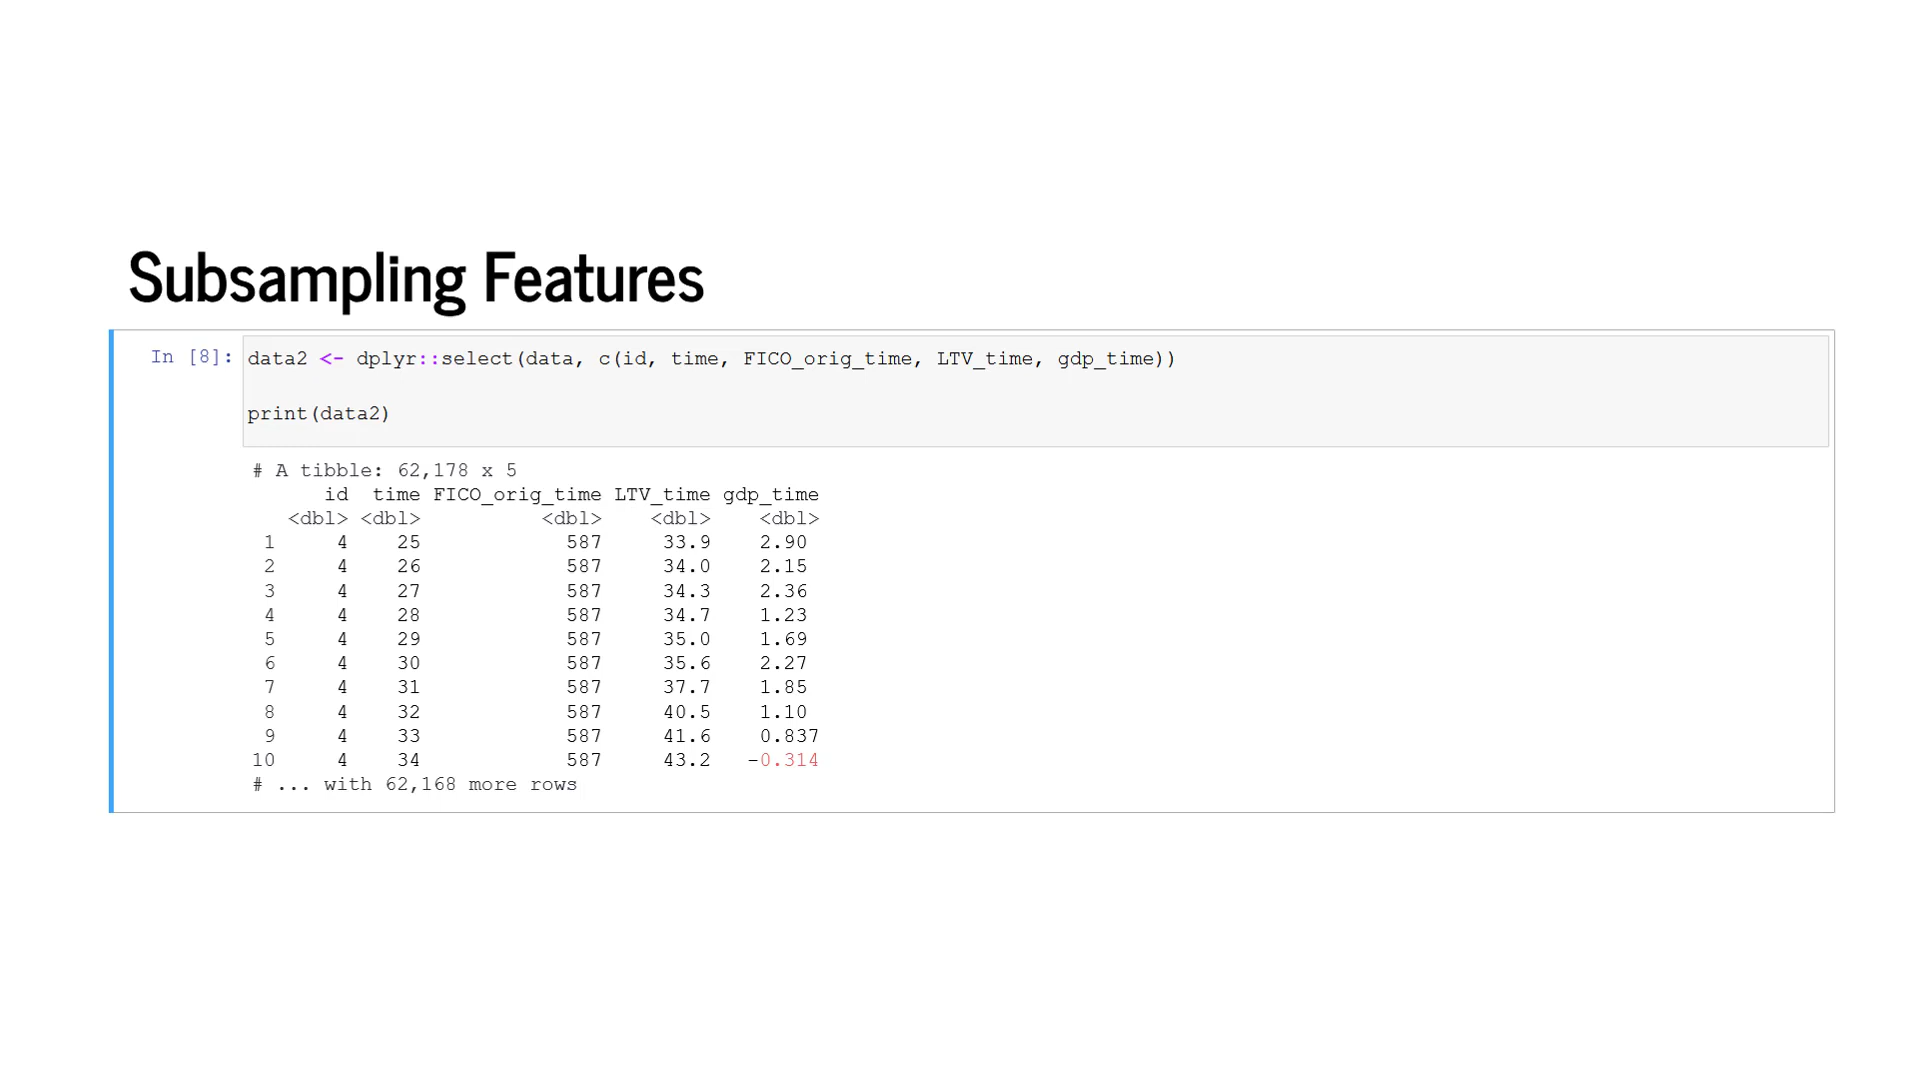 Subsampling Features
In [8]: data2 <- dplyr::select(data, c(id, time, FICO_orig_time, LTV_time, gdp_time))
print(data2)
# A tibble: 62,178 x 5
id time FICO_orig_time LTV_time gdp_time
<dbl> <dbl> <dbl> <dbl> <dbl>
1 4 25 587 33.9 2.90
2 4 26 587 34.0 2.15
3 4 27 587 34.3 2.36
4 4 28 587 34.7 1.23
5 4 29 587 35.0 1.69
6 4 30 587 35.6 2.27
7 4 31 587 37.7 1.85
8 4 32 587 40.5 1.10
9 4 33 587 41.6 0.837
10 4 34 587 43.2 -0.314
# ... with 62,168 more rows